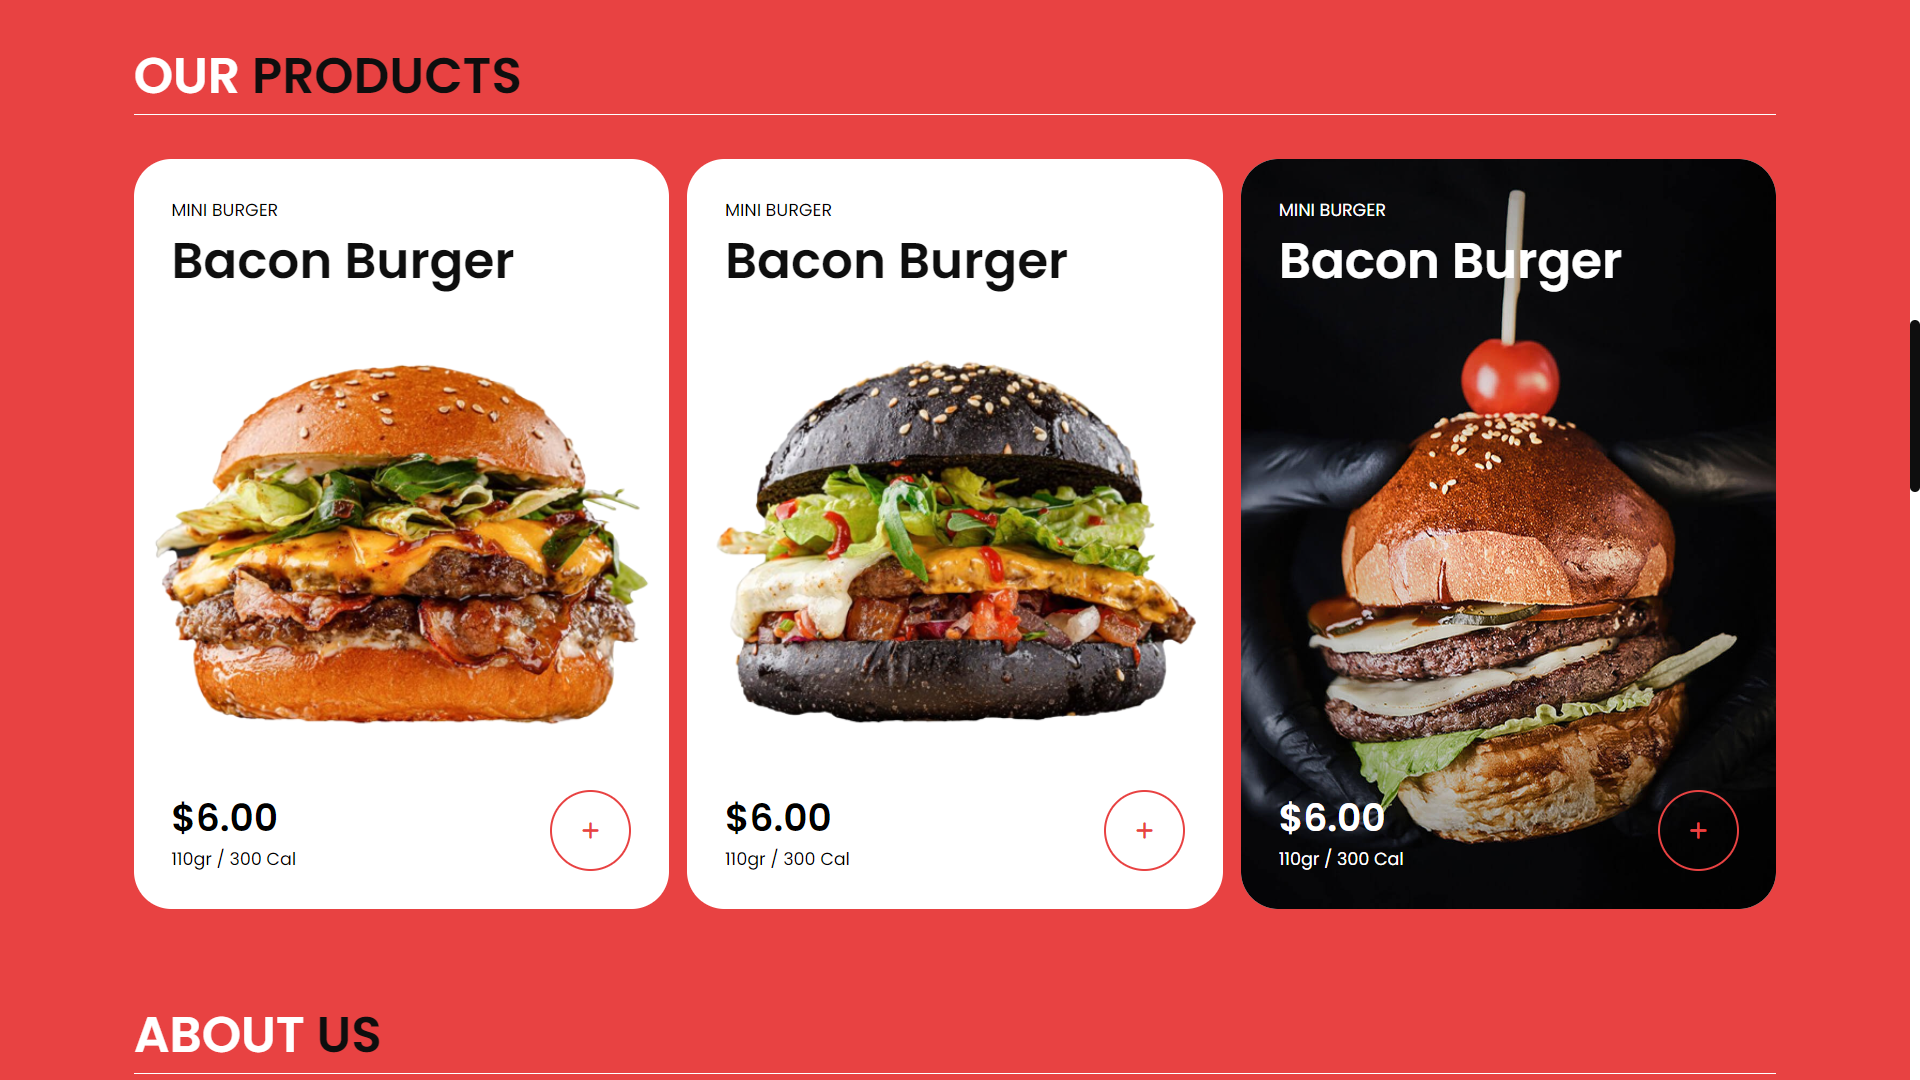 OUR PRODUCTS
MINI BURGER
Bacon Burger
$6.00
110gr / 300 Cal
+
MINI BURGER
Bacon Burger
$6.00
110gr / 300 Cal
+
MINI BURGER
Bacon Burger
$6.00
110gr / 300 Cal
+
ABOUT US